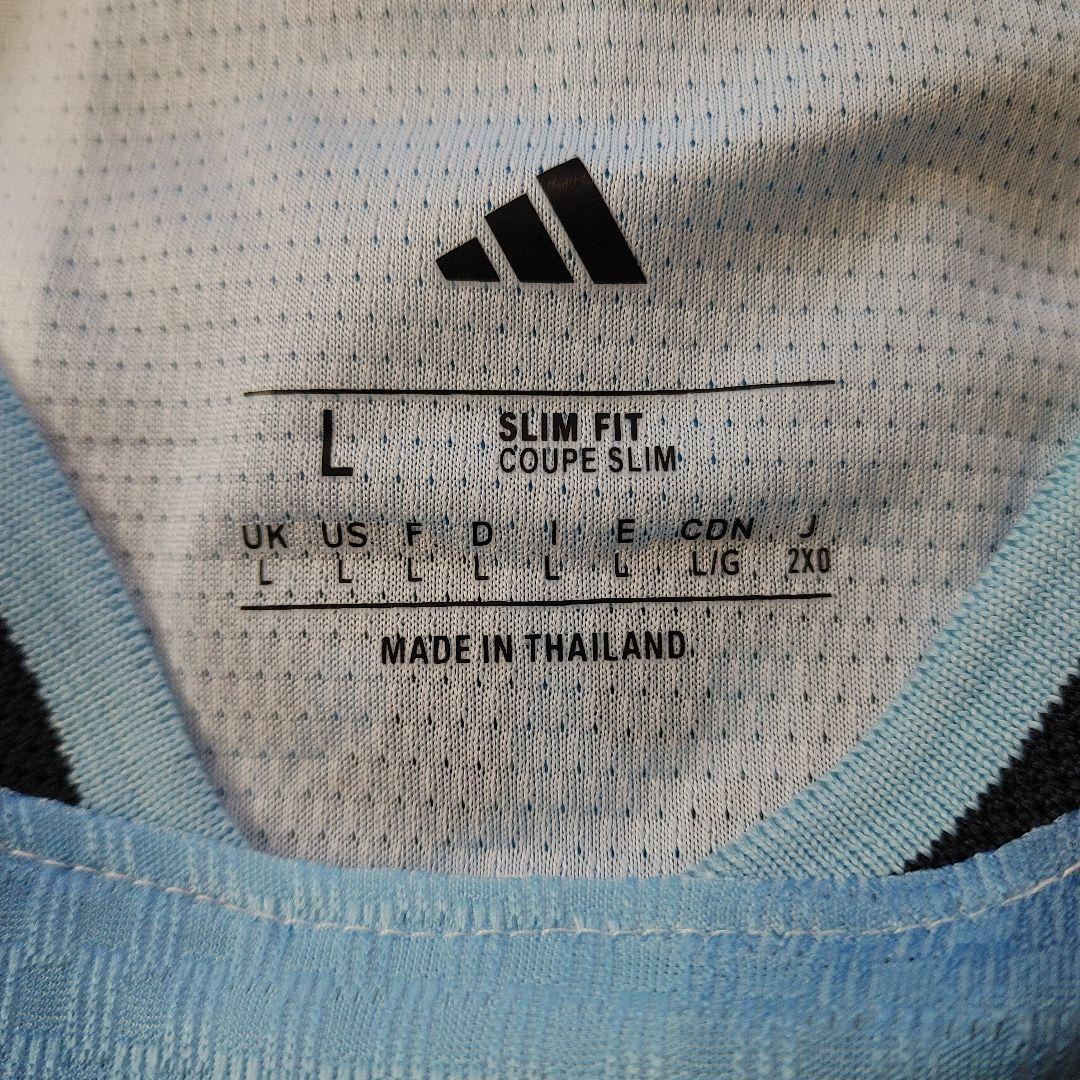 L SLIM FIT
COUPE SLIM
UK US F D I E CDN J
L L L L L L L/G 2XO
MADE IN THAILAND